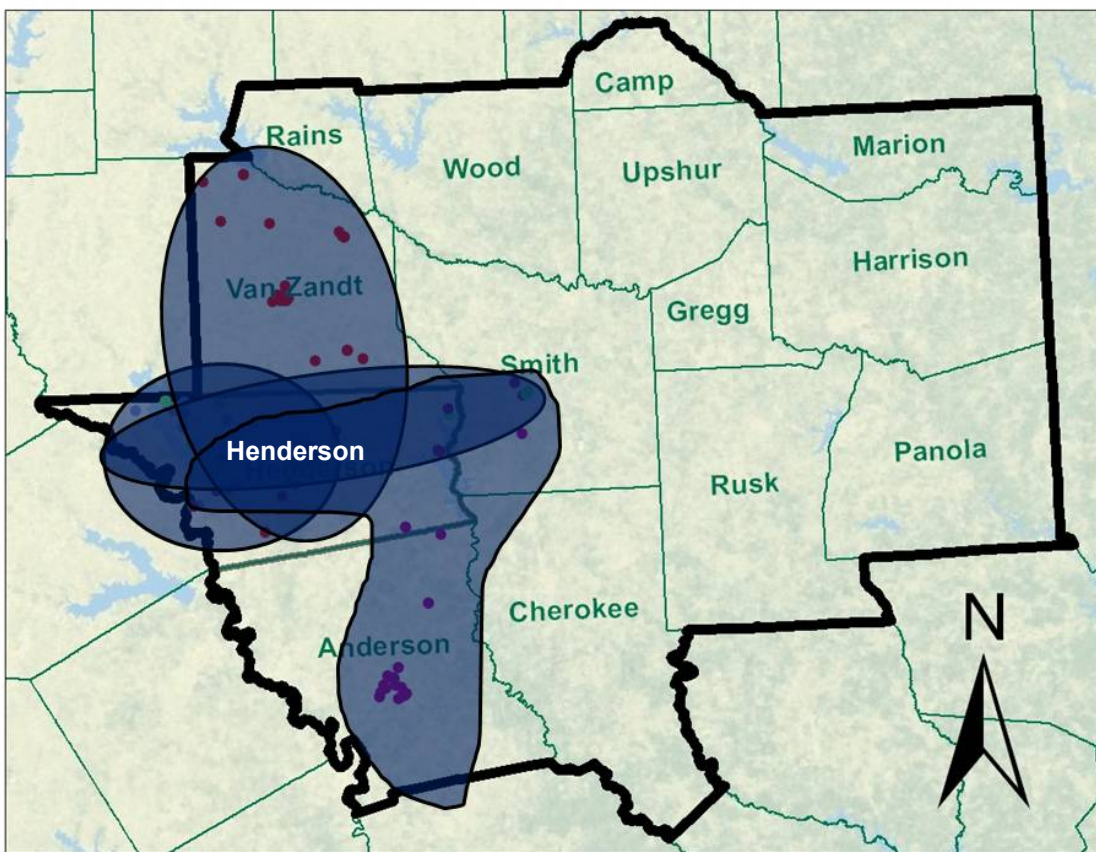 Camp
Rains
Marion
Wood
Upshur
Harrison
Van Zandt
Gregg
Smith
Henderson
Panola
Rusk
N
Cherokee
Anderson